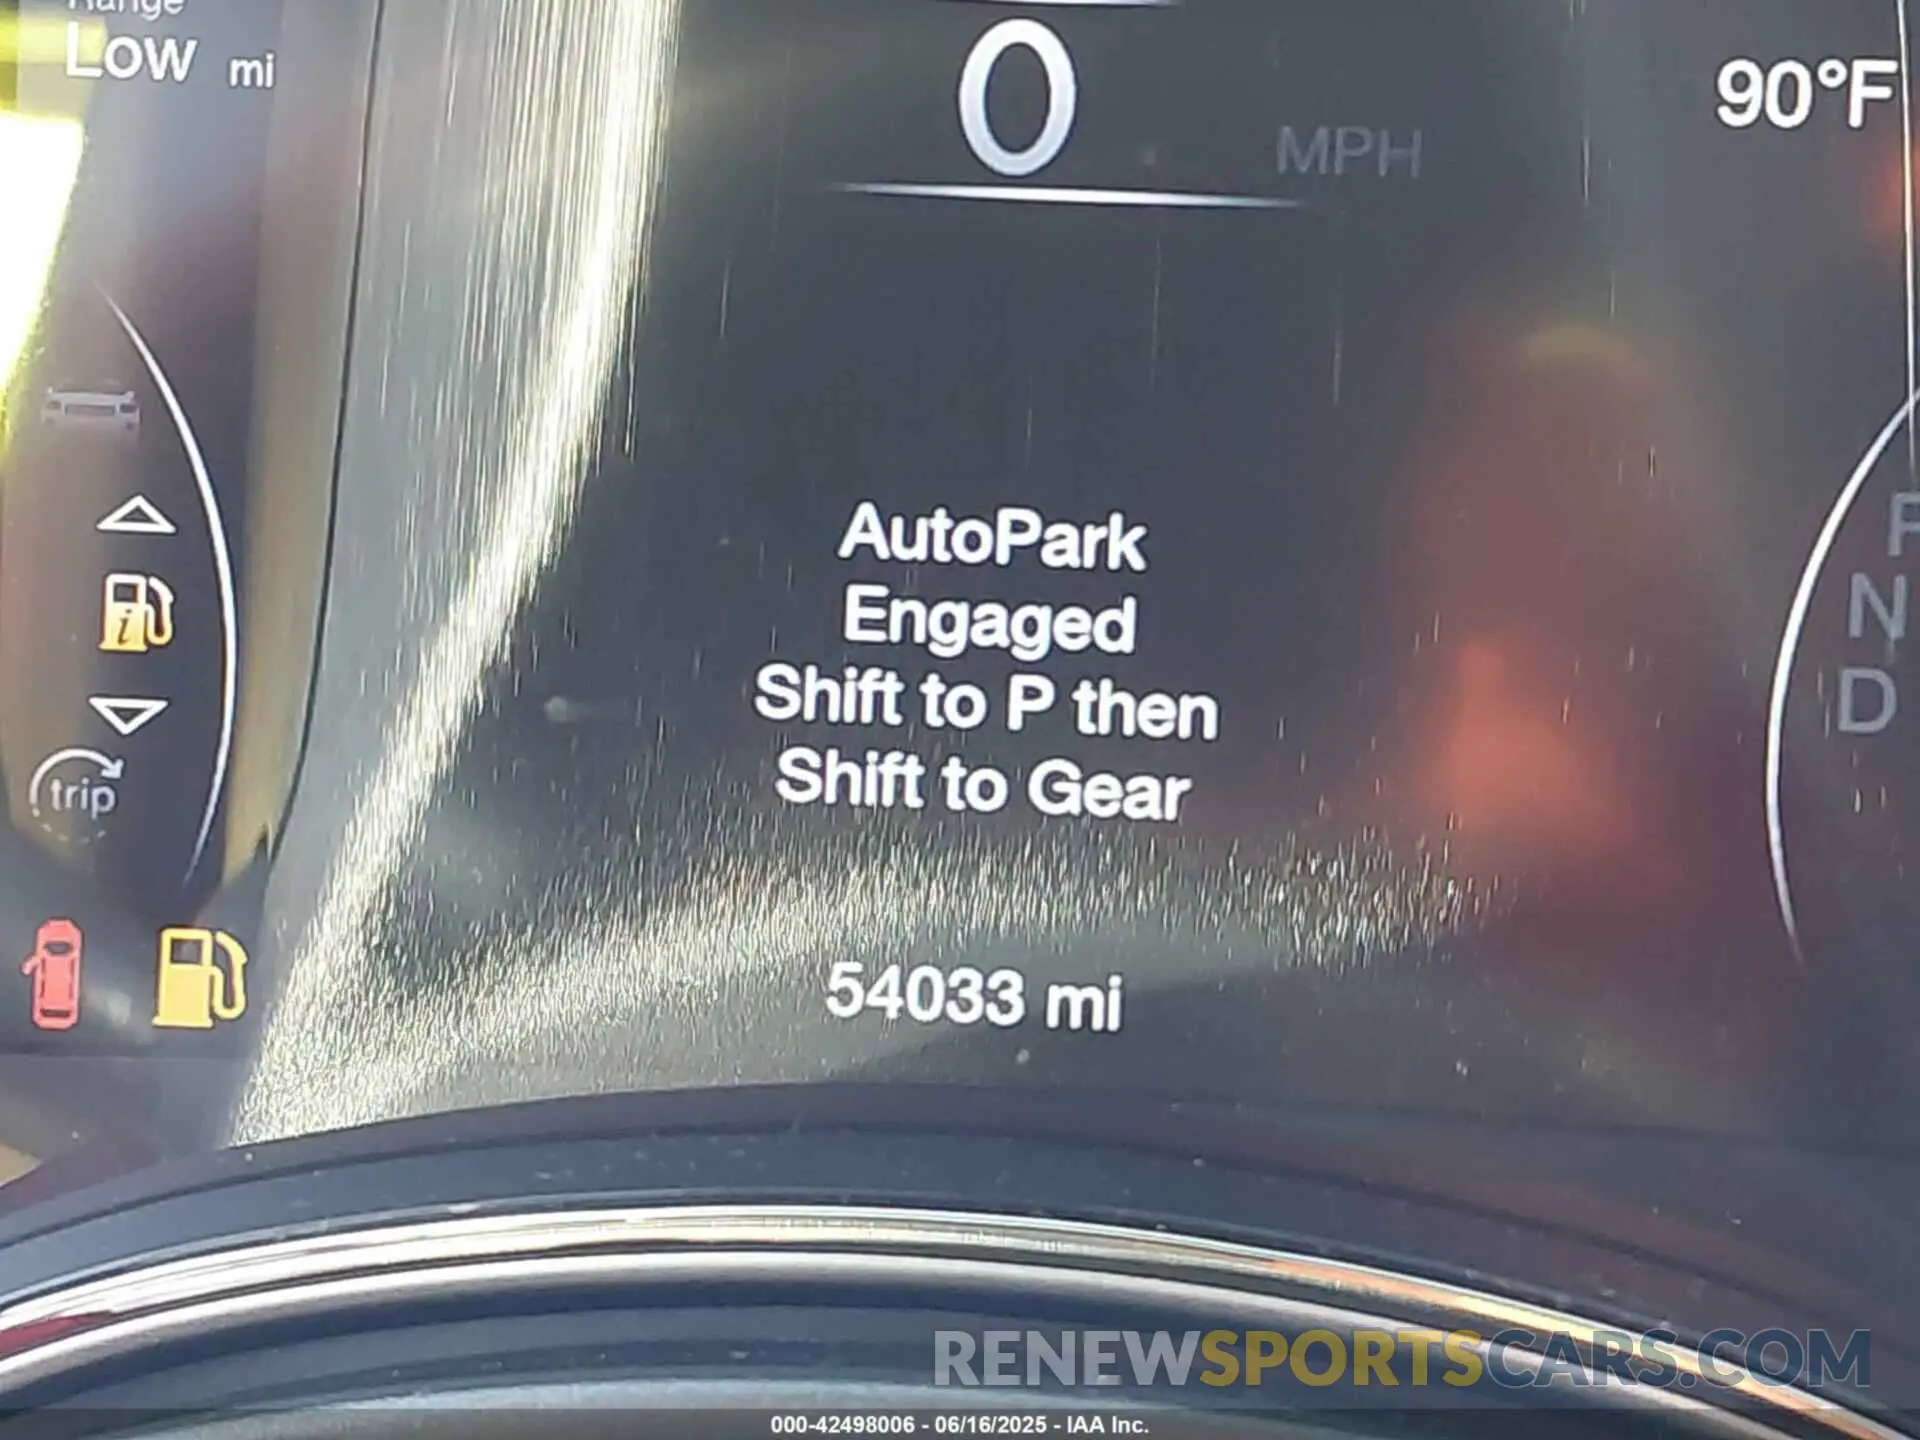 Range
LOW mi
0
MPH
90°F
AutoPark
Engaged
Shift to P then
Shift to Gear
N
D
trip
54033 mi
RENEWSPORTSCARS.COM
000-42498006 - 06/16/2025 - IAA Inc.